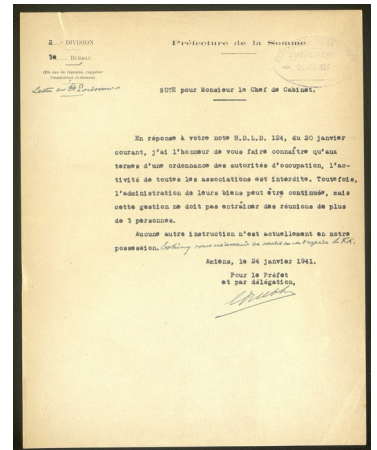 2 DIVISION
Préfecture de la Somme
1e BUREAU
(En cas de réponse, rappeler
l'indication ci-dessus)
NOTE pour Monsieur le Chef de Cabinet.
En réponse à votre note H.D.L.D. 124, du 20 janvier
courant, j'ai l'honneur de vous faire connaître qu'aux
termes d'une ordonnance des autorités d'occupation, l'ac-
tivité de toutes les associations est interdite. Toutefois,
l'administration de leurs biens peut être continuée, mais
cette gestion ne doit pas entraîner des réunions de plus
de 3 personnes.
Aucune autre instruction n'est actuellement en notre
possession.
Amiens, le 24 janvier 1941.
Pour le Préfet
et par délégation,